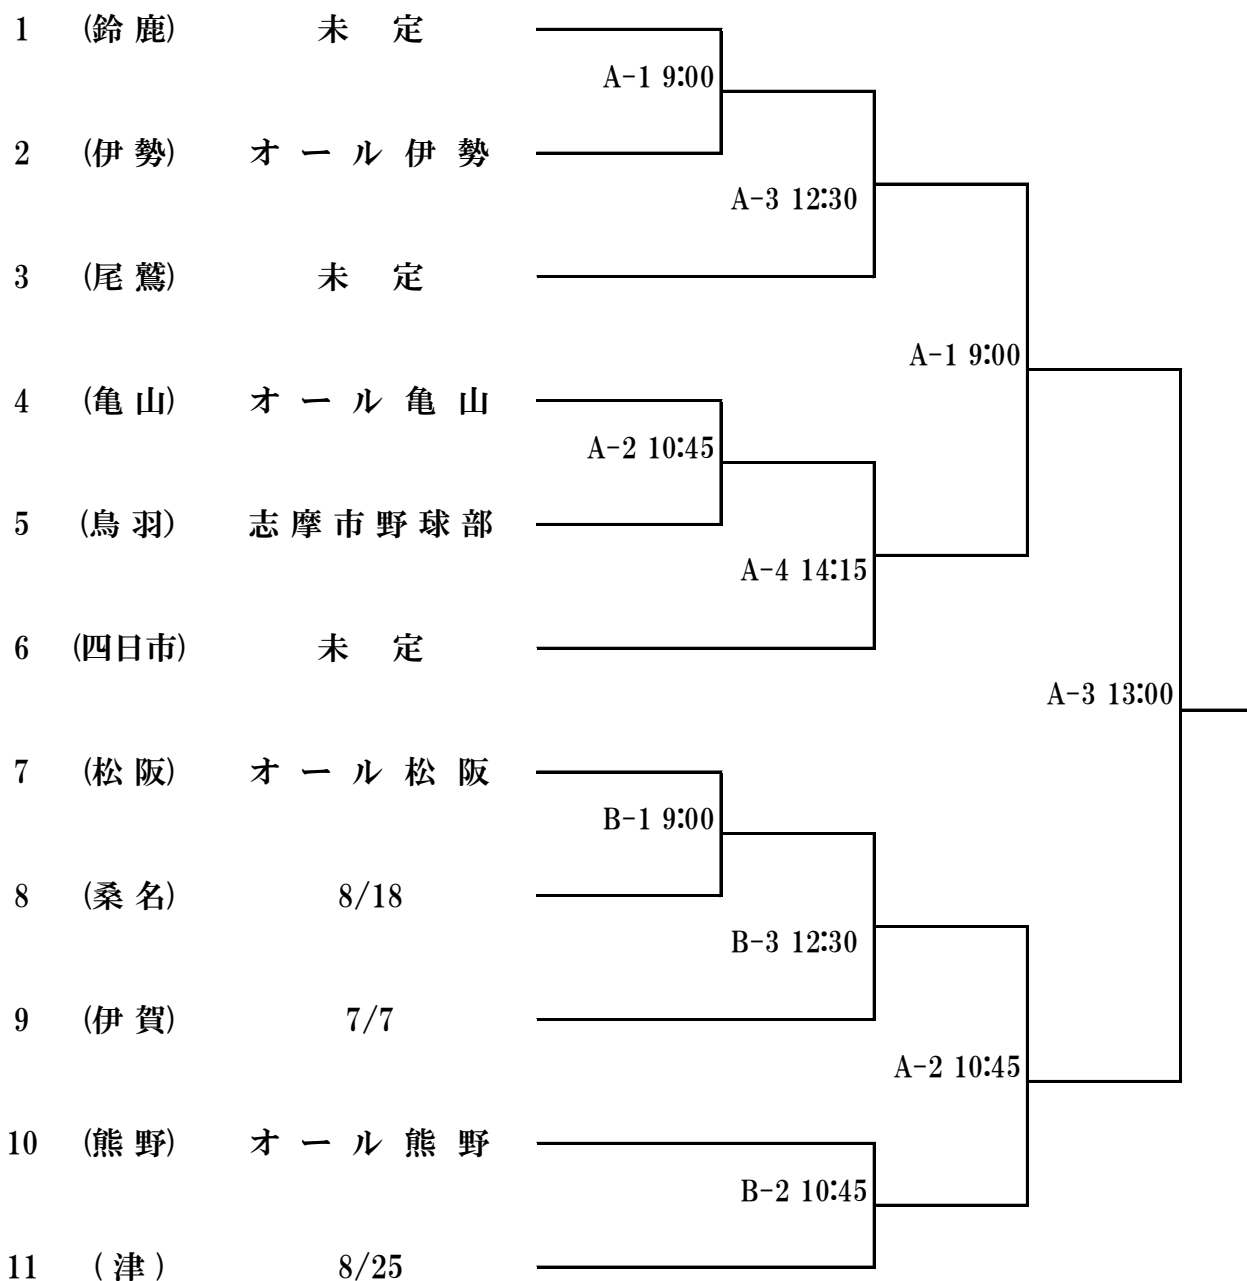 1 (鈴 鹿) 未 定
A-1 9:00
2 (伊 勢) オ ー ル 伊 勢
A-3 12:30
3 (尾 鷲) 未 定
A-1 9:00
4 (亀 山) オ ー ル 亀 山
A-2 10:45
5 (鳥 羽) 志 摩 市 野 球 部
A-4 14:15
6 (四日市) 未 定
A-3 13:00
7 (松 阪) オ ー ル 松 阪
B-1 9:00
8 (桑 名) 8/18
B-3 12:30
9 (伊 賀) 7/7
A-2 10:45
10 (熊 野) オ ー ル 熊 野
B-2 10:45
11 ( 津 ) 8/25